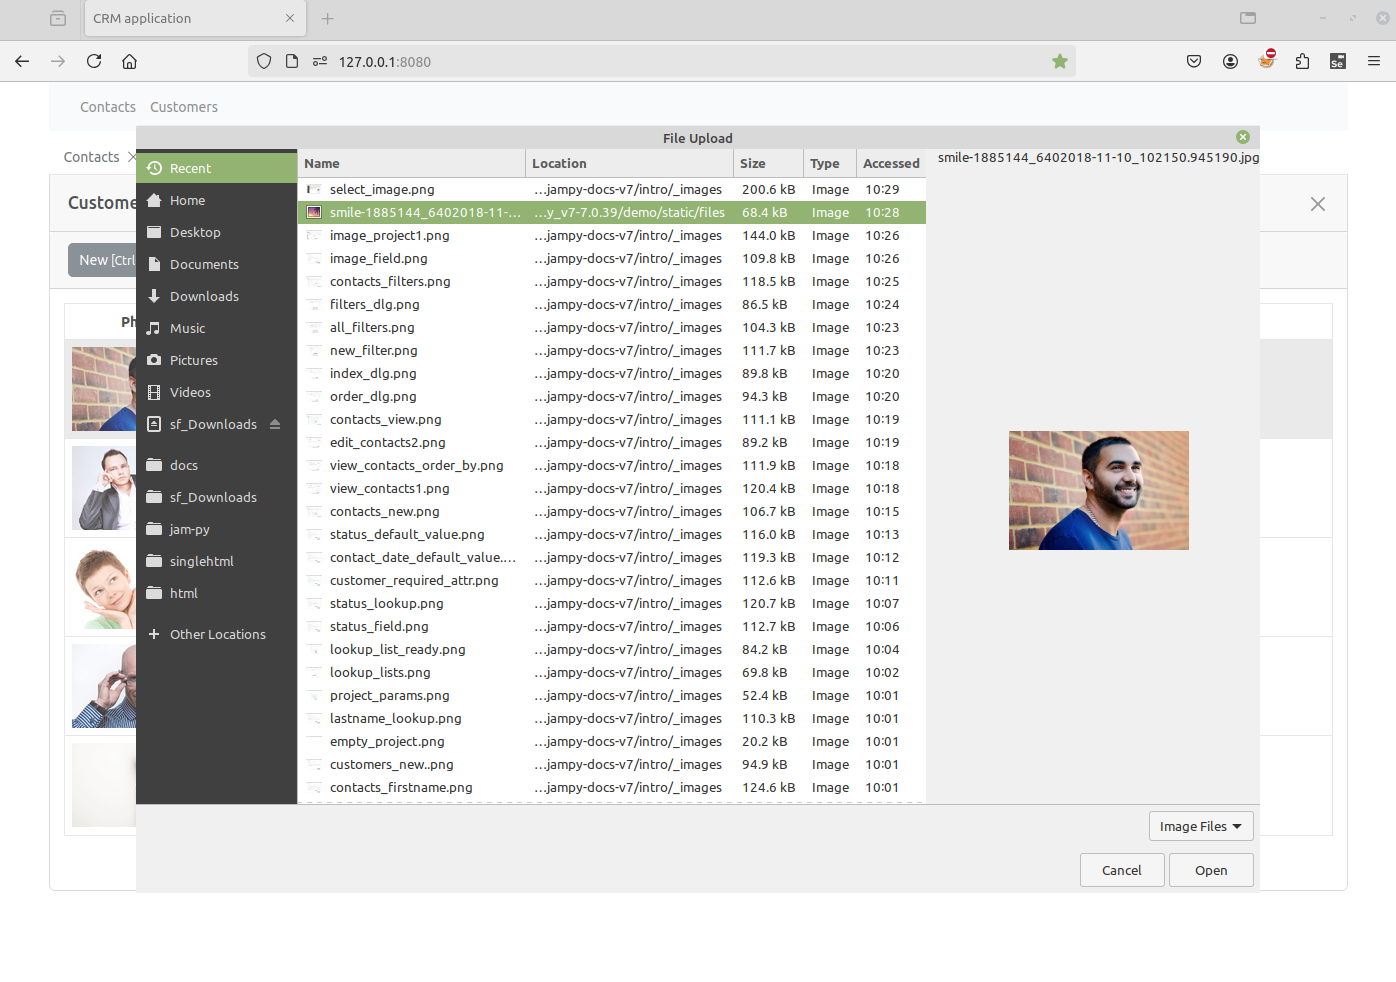 CRM application
127.0.0.1:8080
Se
Contacts Customers
File Upload
Contacts
Recent
Name Location Size Type Accessed
smile-1885144_6402018-11-10_102150.945190.jpg
select_image.png ...jampy-docs-v7/intro/_images 200.6 kB Image 10:29
Custome
Home
smile-1885144_6402018-11-... ...y_v7-7.0.39/demo/static/files 68.4 kB Image 10:28
Desktop
image_project1.png ...jampy-docs-v7/intro/_images 144.0 kB Image 10:26
New [Ctrl
Documents
image_field.png ...jampy-docs-v7/intro/_images 109.8 kB Image 10:26
contacts_filters.png ...jampy-docs-v7/intro/_images 118.5 kB Image 10:25
Downloads
filters_dlg.png ...jampy-docs-v7/intro/_images 86.5 kB Image 10:24
Ph
Music
all_filters.png ...jampy-docs-v7/intro/_images 104.3 kB Image 10:23
new_filter.png ...jampy-docs-v7/intro/_images 111.7 kB Image 10:23
Pictures
index_dlg.png ...jampy-docs-v7/intro/_images 89.8 kB Image 10:20
Videos
order_dlg.png ...jampy-docs-v7/intro/_images 94.3 kB Image 10:20
sf_Downloads
contacts_view.png ...jampy-docs-v7/intro/_images 111.1 kB Image 10:19
edit_contacts2.png ...jampy-docs-v7/intro/_images 89.2 kB Image 10:19
docs
view_contacts_order_by.png ...jampy-docs-v7/intro/_images 111.9 kB Image 10:18
sf_Downloads
view_contacts1.png ...jampy-docs-v7/intro/_images 120.4 kB Image 10:18
contacts_new.png ...jampy-docs-v7/intro/_images 106.7 kB Image 10:15
jam-py
status_default_value.png ...jampy-docs-v7/intro/_images 116.0 kB Image 10:13
singlehtml
contact_date_default_value.... ...jampy-docs-v7/intro/_images 119.3 kB Image 10:12
customer_required_attr.png ...jampy-docs-v7/intro/_images 112.6 kB Image 10:11
html
status_lookup.png ...jampy-docs-v7/intro/_images 120.7 kB Image 10:07
status_field.png ...jampy-docs-v7/intro/_images 112.7 kB Image 10:06
Other Locations
lookup_list_ready.png ...jampy-docs-v7/intro/_images 84.2 kB Image 10:04
lookup_lists.png ...jampy-docs-v7/intro/_images 69.8 kB Image 10:02
project_params.png ...jampy-docs-v7/intro/_images 52.4 kB Image 10:01
lastname_lookup.png ...jampy-docs-v7/intro/_images 110.3 kB Image 10:01
empty_project.png ...jampy-docs-v7/intro/_images 20.2 kB Image 10:01
customers_new..png ...jampy-docs-v7/intro/_images 94.9 kB Image 10:01
contacts_firstname.png ...jampy-docs-v7/intro/_images 124.6 kB Image 10:01
Image Files
Cancel Open